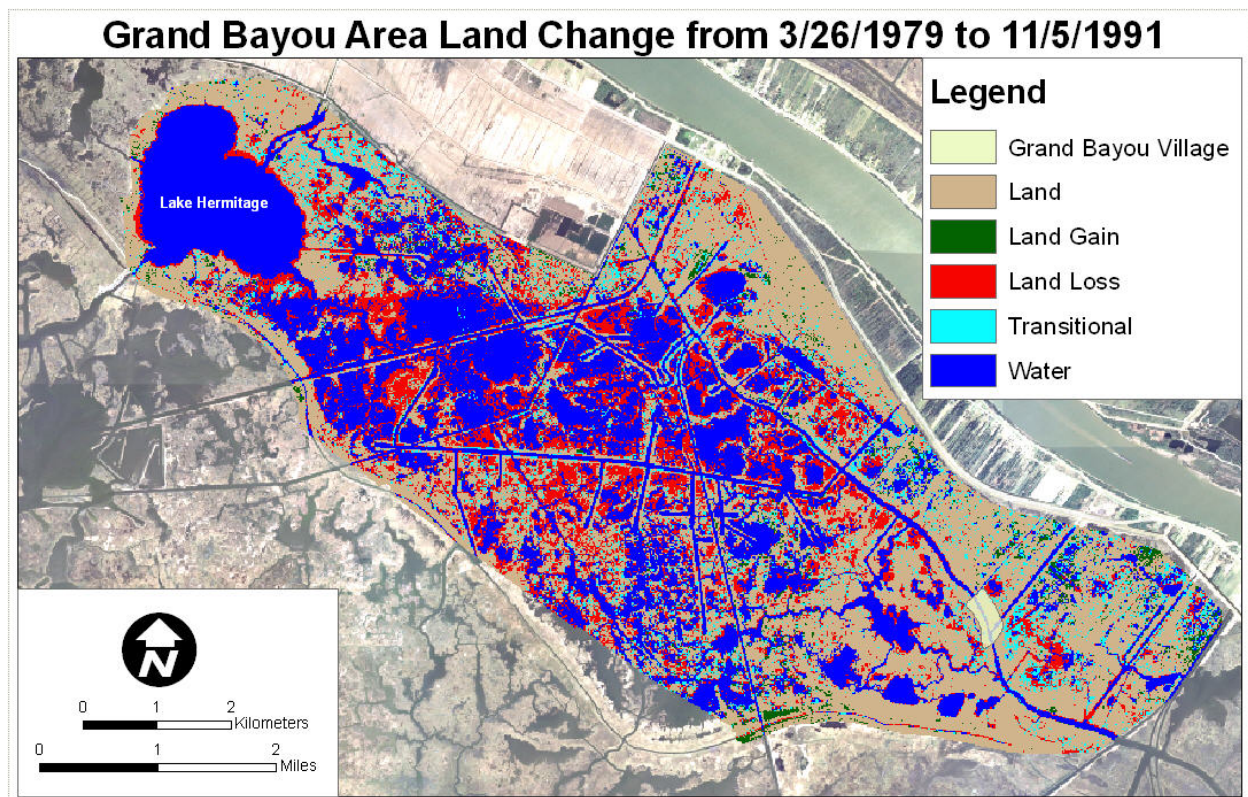 Grand Bayou Area Land Change from 3/26/1979 to 11/5/1991
Legend
Grand Bayou Village
Land
Land Gain
Land Loss
Transitional
Water
Lake Hermitage
N
0 1 2
Kilometers
0 1 2
Miles